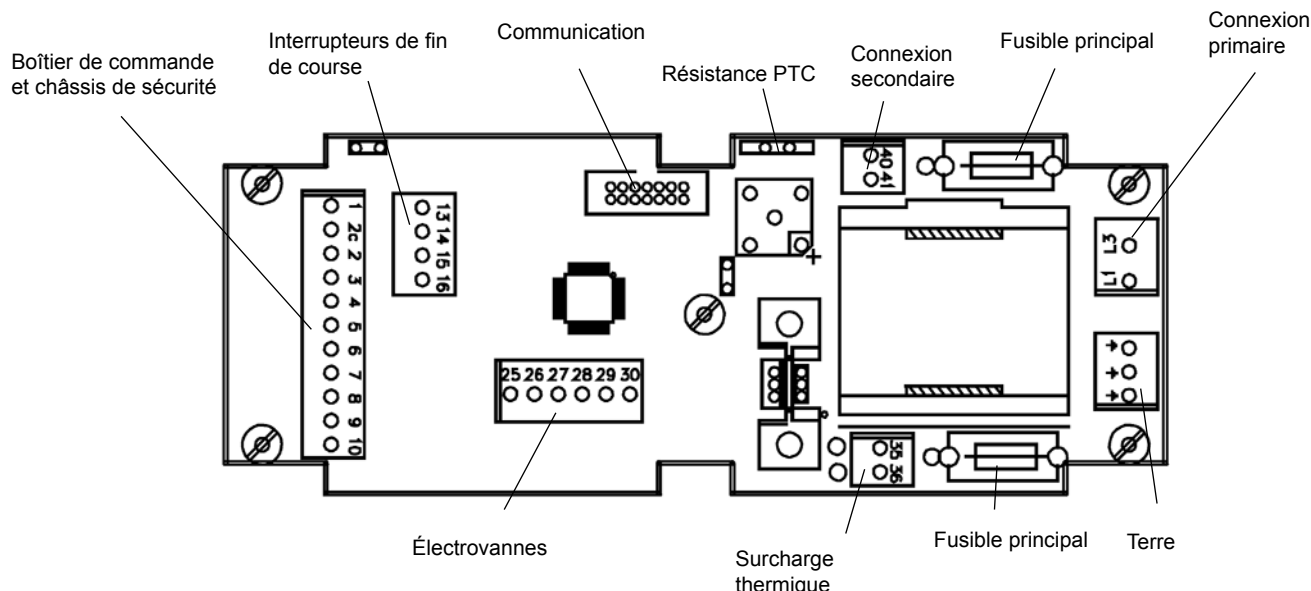 Boîtier de commande
et châssis de sécurité
Interrupteurs de fin
de course
Communication
Résistance PTC
Connexion
secondaire
Fusible principal
Connexion
primaire
1
2c
2
3
4
5
6
7
8
9
10
13
14
15
16
25 26 27 28 29 30
40
41
+
L3
L1
35
36
Électrovannes
Surcharge
thermique
Fusible principal
Terre